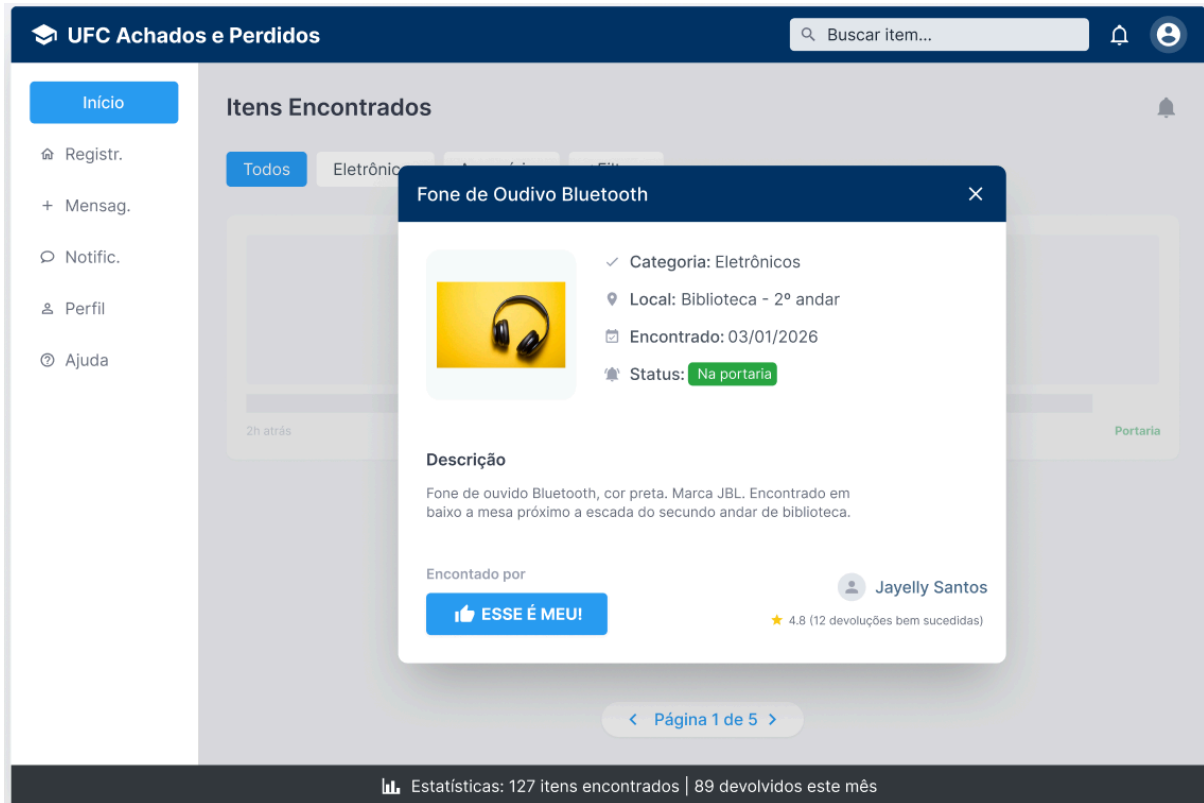 UFC Achados e Perdidos
Buscar item...
Início
Registr.
Mensag.
Notific.
Perfil
Ajuda
Itens Encontrados
Todos
Fone de Oudivo Bluetooth
Categoria: Eletrônicos
Local: Biblioteca - 2º andar
Encontrado: 03/01/2026
Status: Na portaria
2h atrás
Portaria
Descrição
Fone de ouvido Bluetooth, cor preta. Marca JBL. Encontrado em
baixo a mesa próximo a escada do secundo andar de biblioteca.
Encontado por
Jayelly Santos
ESSE É MEU!
4.8 (12 devoluções bem sucedidas)
Página 1 de 5
Estatísticas: 127 itens encontrados | 89 devolvidos este mês